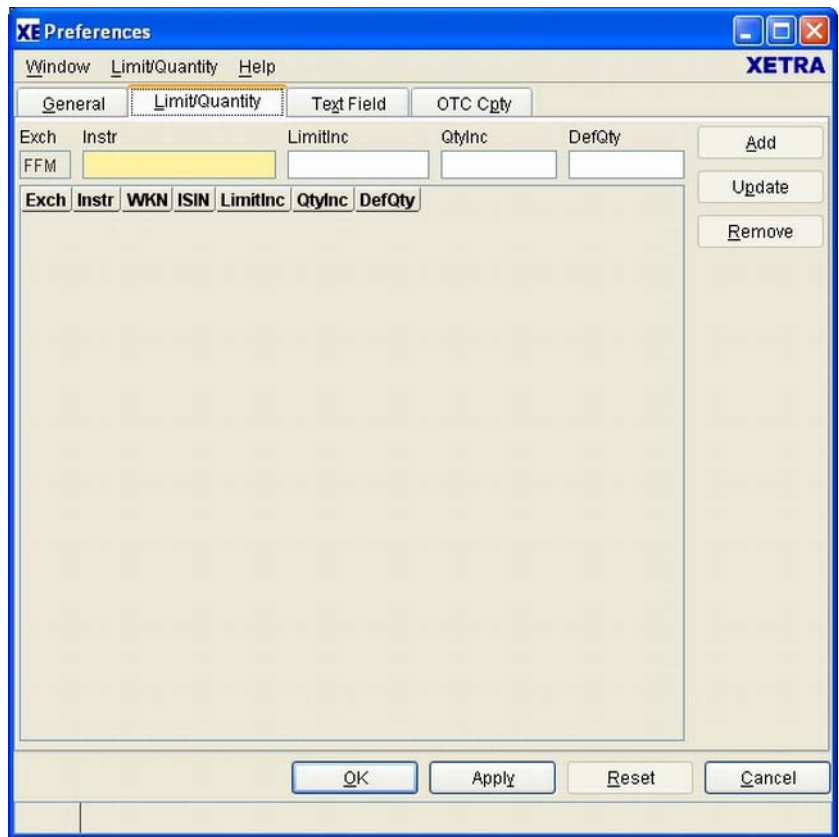 XE Preferences
Window Limit/Quantity Help XETRA
General Limit/Quantity Text Field OTC Cpty
Exch Instr LimitInc QtyInc DefQty Add
FFM
Update
Exch Instr WKN ISIN LimitInc QtyInc DefQty
Remove
OK Apply Reset Cancel